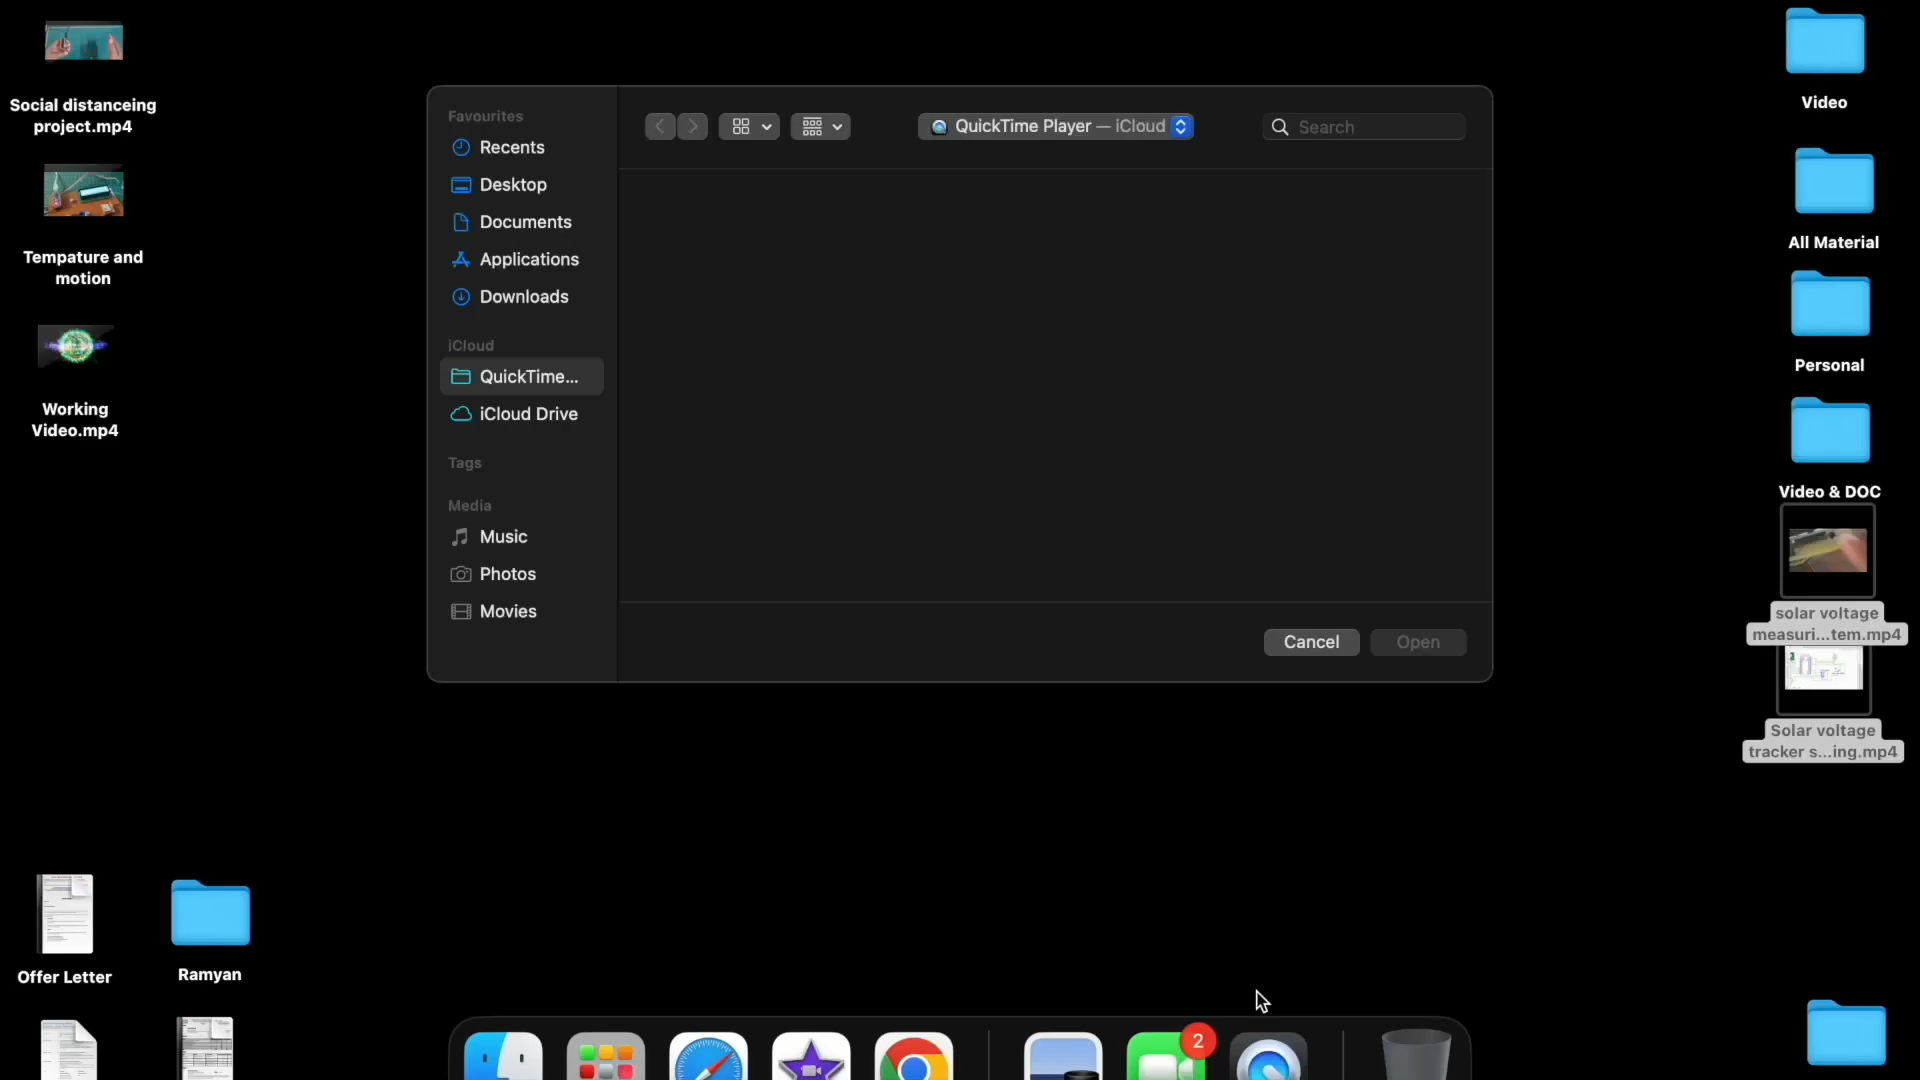 Social distanceing
project.mp4
Tempature and
motion
Working
Video.mp4
Offer Letter
Ramyan
Favourites
Recents
Desktop
Documents
Applications
Downloads
iCloud
QuickTime...
iCloud Drive
Tags
Media
Music
Photos
Movies
QuickTime Player — iCloud
Search
Cancel
Open
Video
All Material
Personal
Video & DOC
solar voltage
measuri...tem.mp4
Solar voltage
tracker s...ing.mp4
2